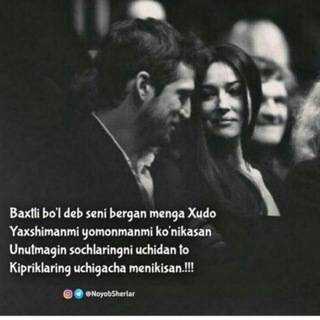 Baxtli bo'l deb seni bergan menga Xudo
Yaxshimanmi yomonmanmi ko'nikasan
Unutmagin sochlaringni uchidan to
Kipriklaring uchigacha menikisan.!!!
@NoyobSherlar